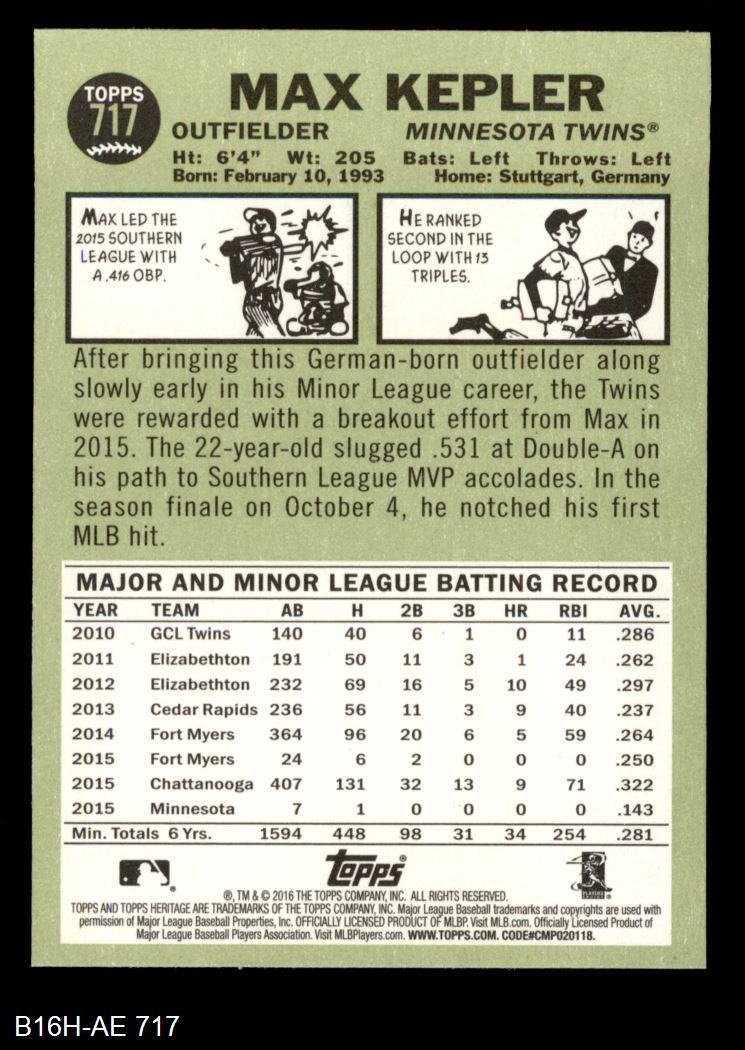 TOPPS
717
MAX KEPLER
OUTFIELDER MINNESOTA TWINS®
Ht: 6'4" Wt: 205 Bats: Left Throws: Left
Born: February 10, 1993 Home: Stuttgart, Germany
MAX LED THE
2015 SOUTHERN
LEAGUE WITH
A .416 OBP.
HE RANKED
SECOND IN THE
LOOP WITH 13
TRIPLES.
After bringing this German-born outfielder along
slowly early in his Minor League career, the Twins
were rewarded with a breakout effort from Max in
2015. The 22-year-old slugged .531 at Double-A on
his path to Southern League MVP accolades. In the
season finale on October 4, he notched his first
MLB hit.
MAJOR AND MINOR LEAGUE BATTING RECORD
YEAR TEAM AB H 2B 3B HR RBI AVG.
2010 GCL Twins 140 40 6 1 0 11 .286
2011 Elizabethton 191 50 11 3 1 24 .262
2012 Elizabethton 232 69 16 5 10 49 .297
2013 Cedar Rapids 236 56 11 3 9 40 .237
2014 Fort Myers 364 96 20 6 5 59 .264
2015 Fort Myers 24 6 2 0 0 0 .250
2015 Chattanooga 407 131 32 13 9 71 .322
2015 Minnesota 7 1 0 0 0 0 .143
Min. Totals 6 Yrs. 1594 448 98 31 34 254 .281
Topps®
®, TM & © 2016 THE TOPPS COMPANY, INC. ALL RIGHTS RESERVED.
TOPPS AND TOPPS HERITAGE ARE TRADEMARKS OF THE TOPPS COMPANY, INC. Major League Baseball trademarks and copyrights are used with
permission of Major League Baseball Properties, Inc. OFFICIALLY LICENSED PRODUCT OF MLBP. Visit MLB.com. Officially Licensed Product of
Major League Baseball Players Association. Visit MLBPlayers.com. WWW.TOPPS.COM. CODE#CMP020118.
B16H-AE 717